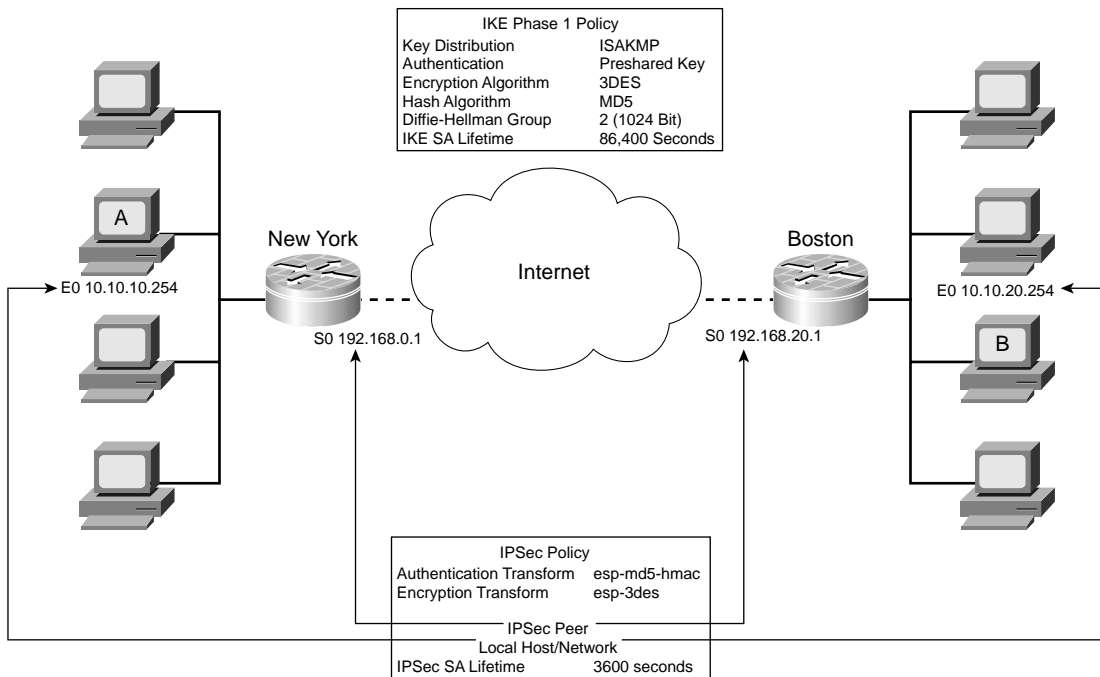 IKE Phase 1 Policy
Key Distribution ISAKMP
Authentication Preshared Key
Encryption Algorithm 3DES
Hash Algorithm MD5
Diffie-Hellman Group 2 (1024 Bit)
IKE SA Lifetime 86,400 Seconds
A
New York
Internet
Boston
E0 10.10.10.254
E0 10.10.20.254
S0 192.168.0.1
S0 192.168.20.1
B
IPSec Policy
Authentication Transform esp-md5-hmac
Encryption Transform esp-3des
IPSec Peer
Local Host/Network
IPSec SA Lifetime 3600 seconds